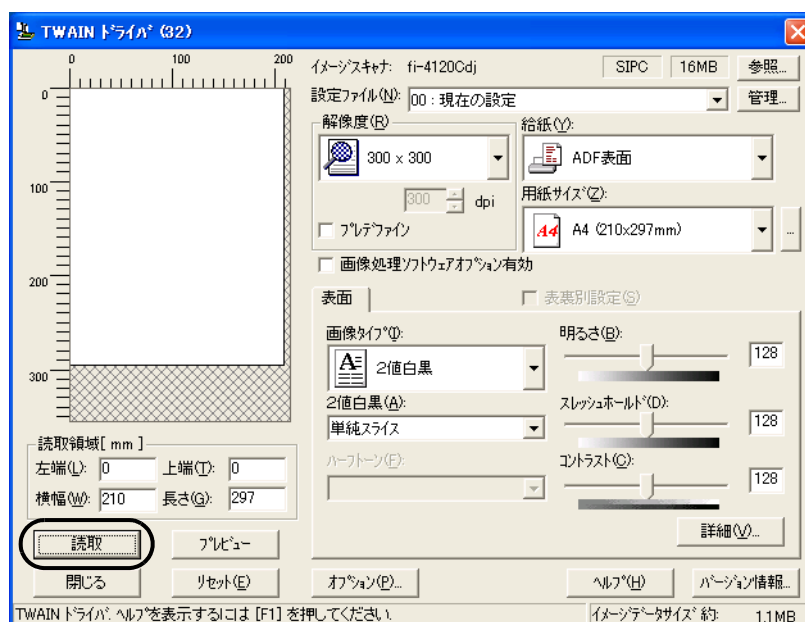 TWAIN ドライバ (32)
0 100 200
イメージスキャナ: fi-4120Cdj SIPC 16MB 参照...
設定ファイル(N): 00 : 現在の設定 管理...
解像度(R) 給紙(Y):
0
300 × 300 ADF表面
100
300 dpi 用紙サイズ(Z):
プレデファイン A4 A4 (210x297mm) ...
画像処理ソフトウェアオプション有効
200
表面 表裏別設定(S)
画像タイプ(I): 明るさ(B):
A 2値白黒 128
300
2値白黒(A): スレッショホールド(D):
単純スライス 128
読取領域[ mm ]
左端(L): 0 上端(T): 0 ハーフトーン(F): コントラスト(C):
横幅(W): 210 長さ(G): 297 128
読取 プレビュー 詳細(V)...
閉じる リセット(E) オプション(P)... ヘルプ(H) バージョン情報...
TWAIN ドライバ. ヘルプを表示するには [F1] を押してください. イメージデータサイズ 約: 1.1MB